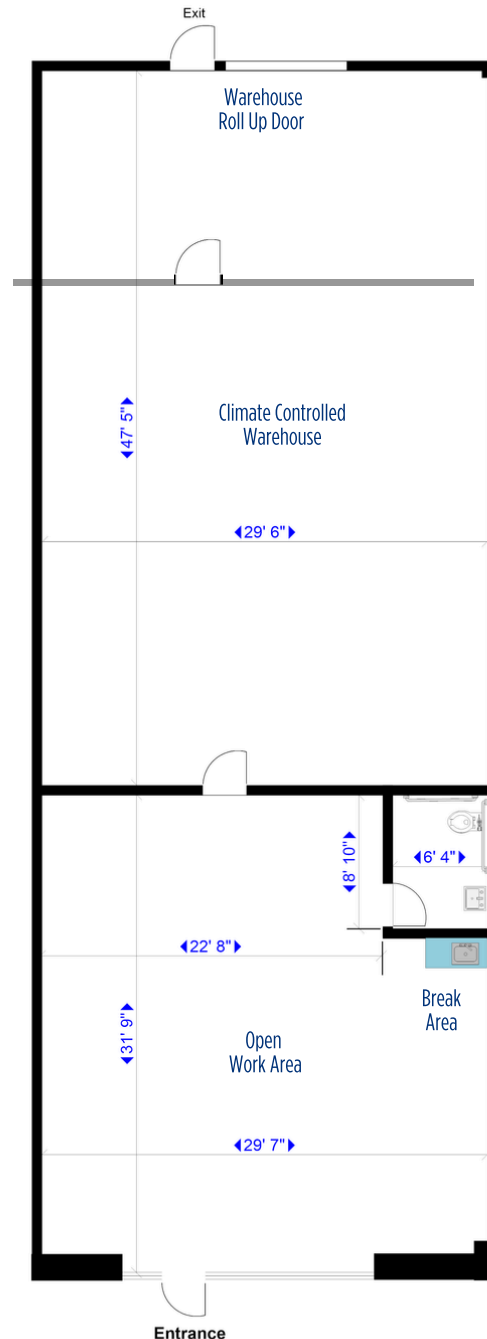 Exit
Warehouse
Roll Up Door
47' 5"
Climate Controlled
Warehouse
29' 6"
8' 10"
6' 4"
22' 8"
Break
Area
31' 9"
Open
Work Area
29' 7"
Entrance